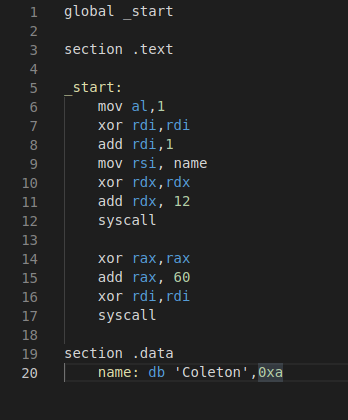 1 global _start
2
3 section .text
4
5 _start:
6     mov al,1
7     xor rdi,rdi
8     add rdi,1
9     mov rsi, name
10     xor rdx,rdx
11     add rdx, 12
12     syscall
13
14     xor rax,rax
15     add rax, 60
16     xor rdi,rdi
17     syscall
18
19 section .data
20     name: db 'Coleton',0xa